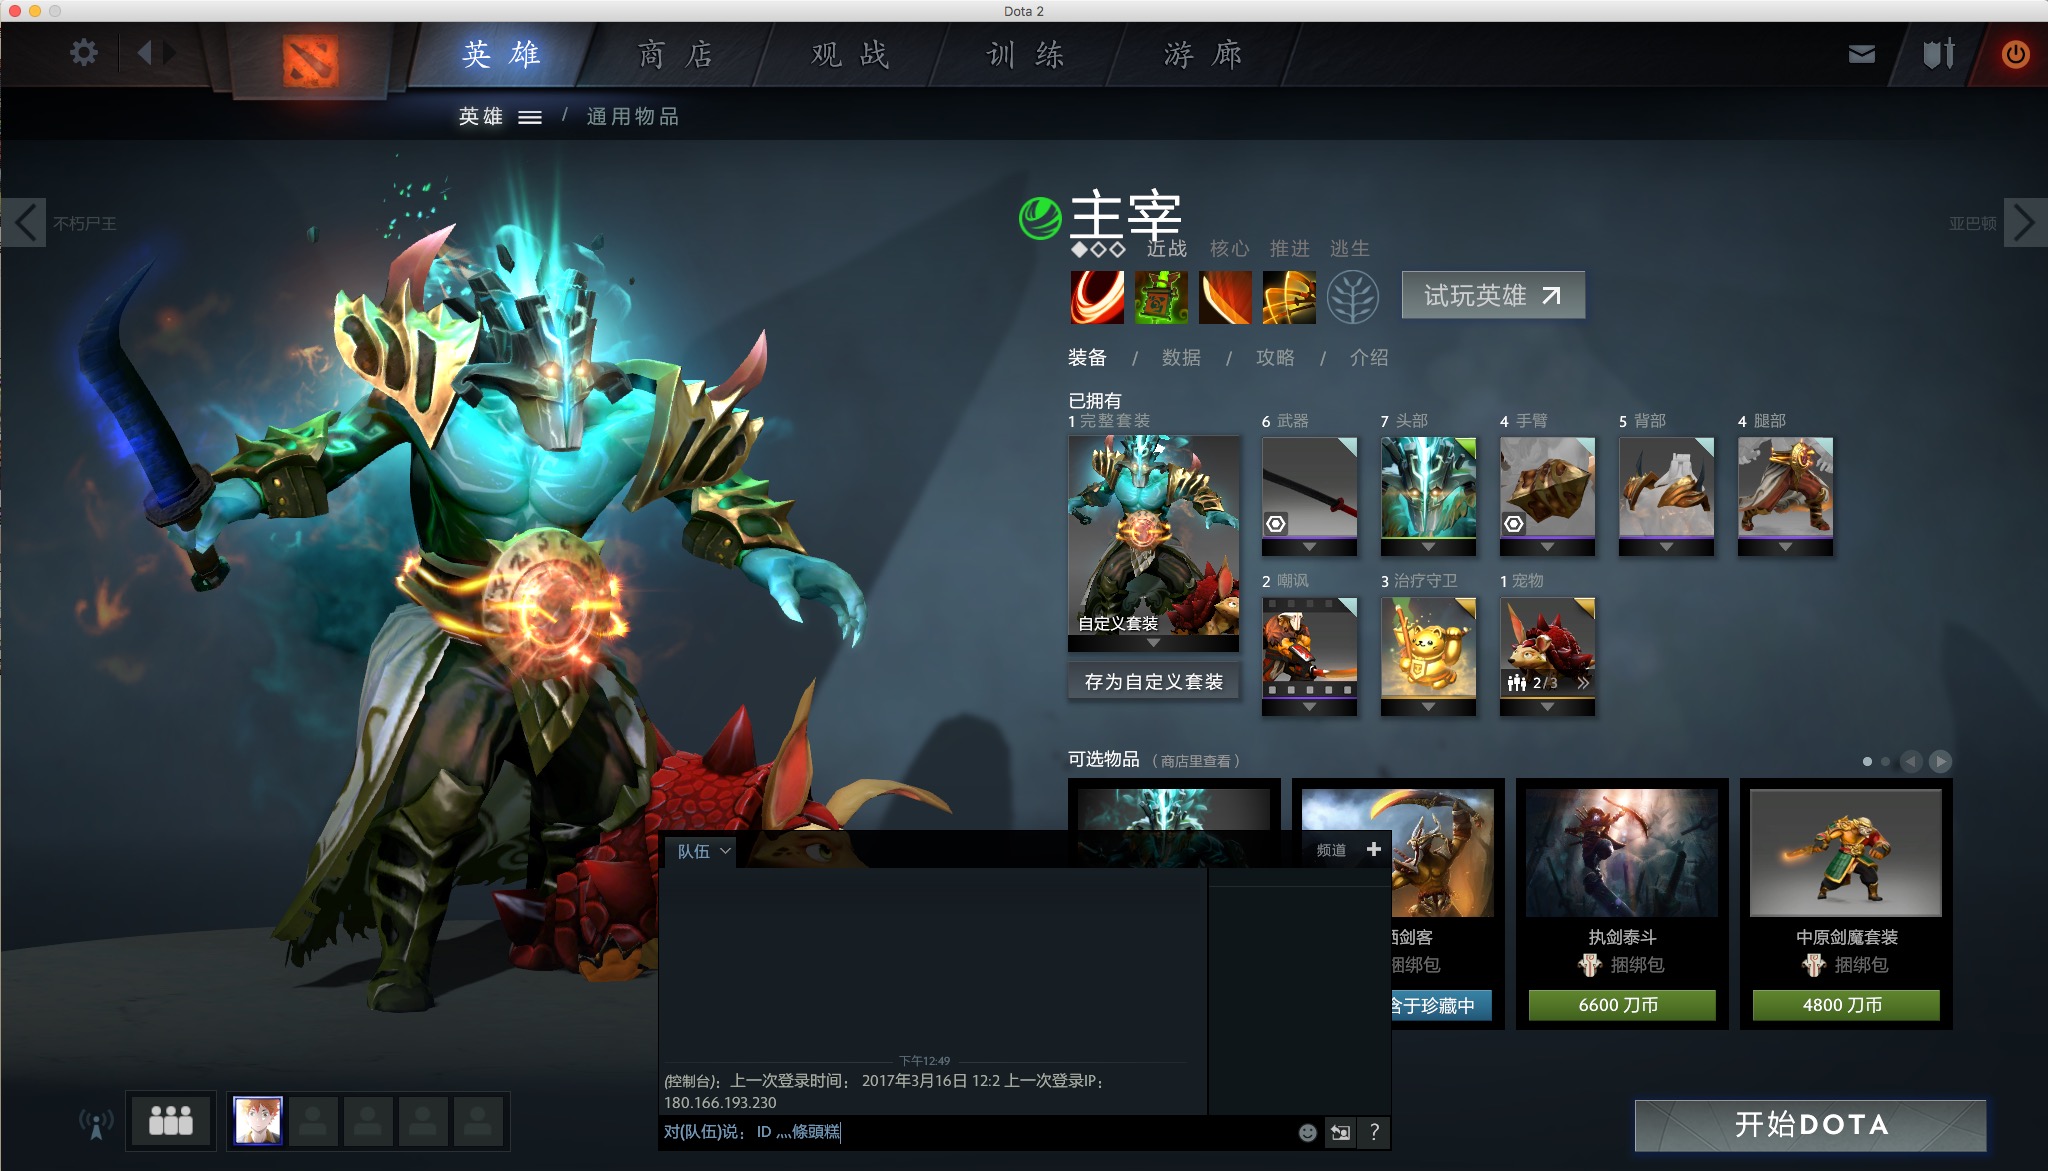 Dota 2
英雄
商店
观战
训练
游廊
英雄 / 通用物品
不朽尸王
亚巴顿
主宰
近战 核心 推进 逃生
试玩英雄
装备 / 数据 / 攻略 / 介绍
已拥有
1 完整套装
6 武器
7 头部
4 手臂
5 背部
4 腿部
自定义套装
存为自定义套装
2 嘲讽
3 治疗守卫
1 宠物
2/3
可选物品 （商店里查看）
剑客
捆绑包
含于珍藏中
执剑泰斗
捆绑包
6600 刀币
中原剑魔套装
捆绑包
4800 刀币
队伍
频道
下午12:49
(控制台)：上一次登录时间： 2017年3月16日 12:2 上一次登录IP：
180.166.193.230
对(队伍)说： ID 灬條頭糕
?
开始DOTA